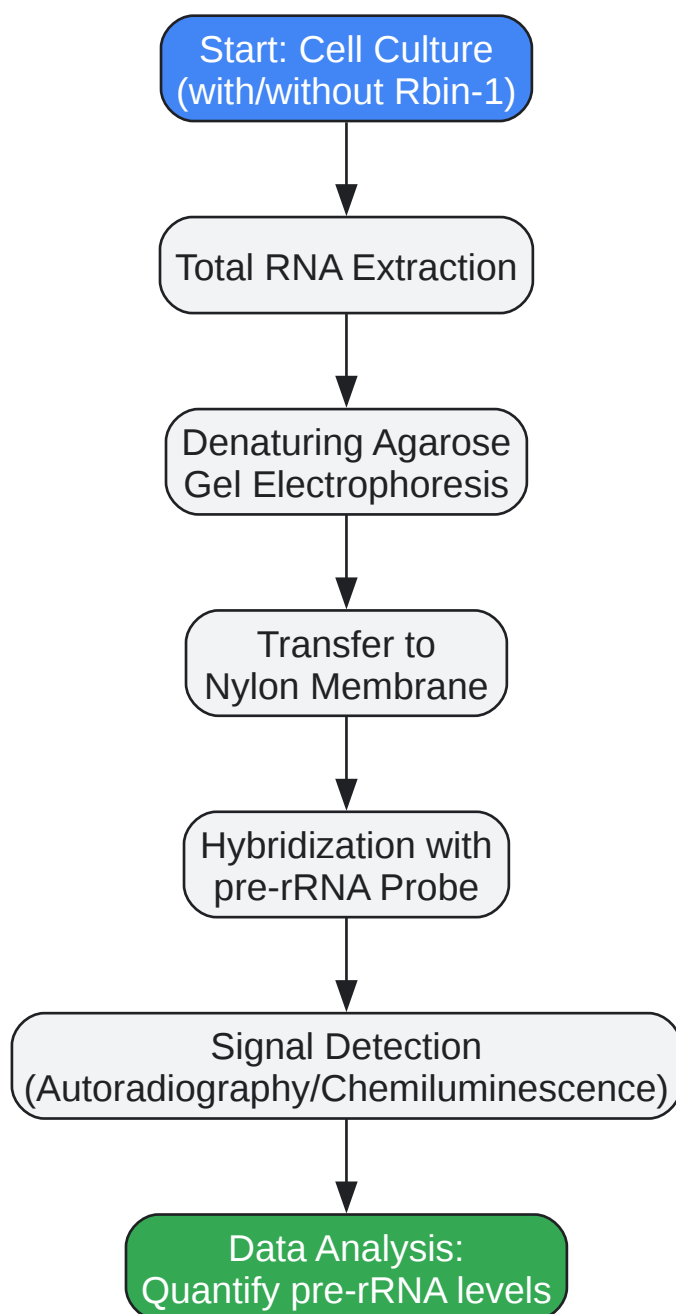 Start: Cell Culture
(with/without Rbin-1)
Total RNA Extraction
Denaturing Agarose
Gel Electrophoresis
Transfer to
Nylon Membrane
Hybridization with
pre-rRNA Probe
Signal Detection
(Autoradiography/Chemiluminescence)
Data Analysis:
Quantify pre-rRNA levels